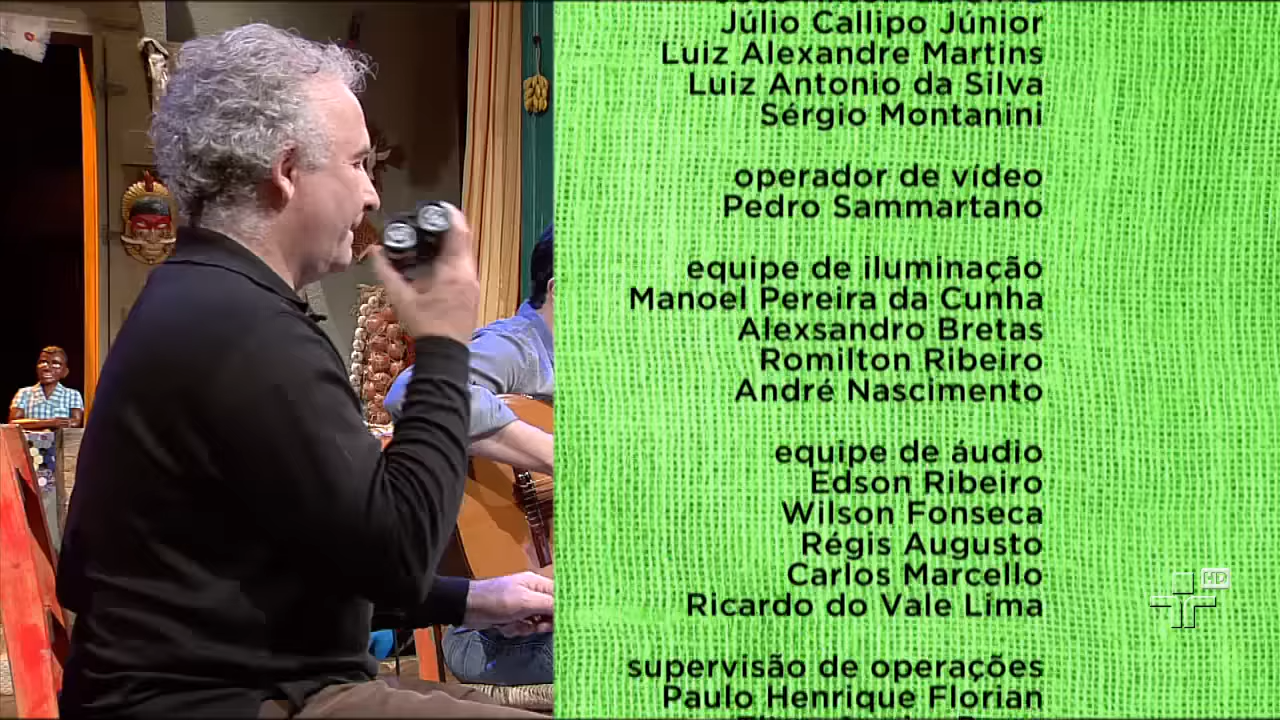 Júlio Callipo Júnior
Luiz Alexandre Martins
Luiz Antonio da Silva
Sérgio Montanini
operador de vídeo
Pedro Sammartano
equipe de iluminação
Manoel Pereira da Cunha
Alexsandro Bretas
Romilton Ribeiro
André Nascimento
equipe de áudio
Edson Ribeiro
Wilson Fonseca
Régis Augusto
Carlos Marcello
Ricardo do Vale Lima
HD
supervisão de operações
Paulo Henrique Florian